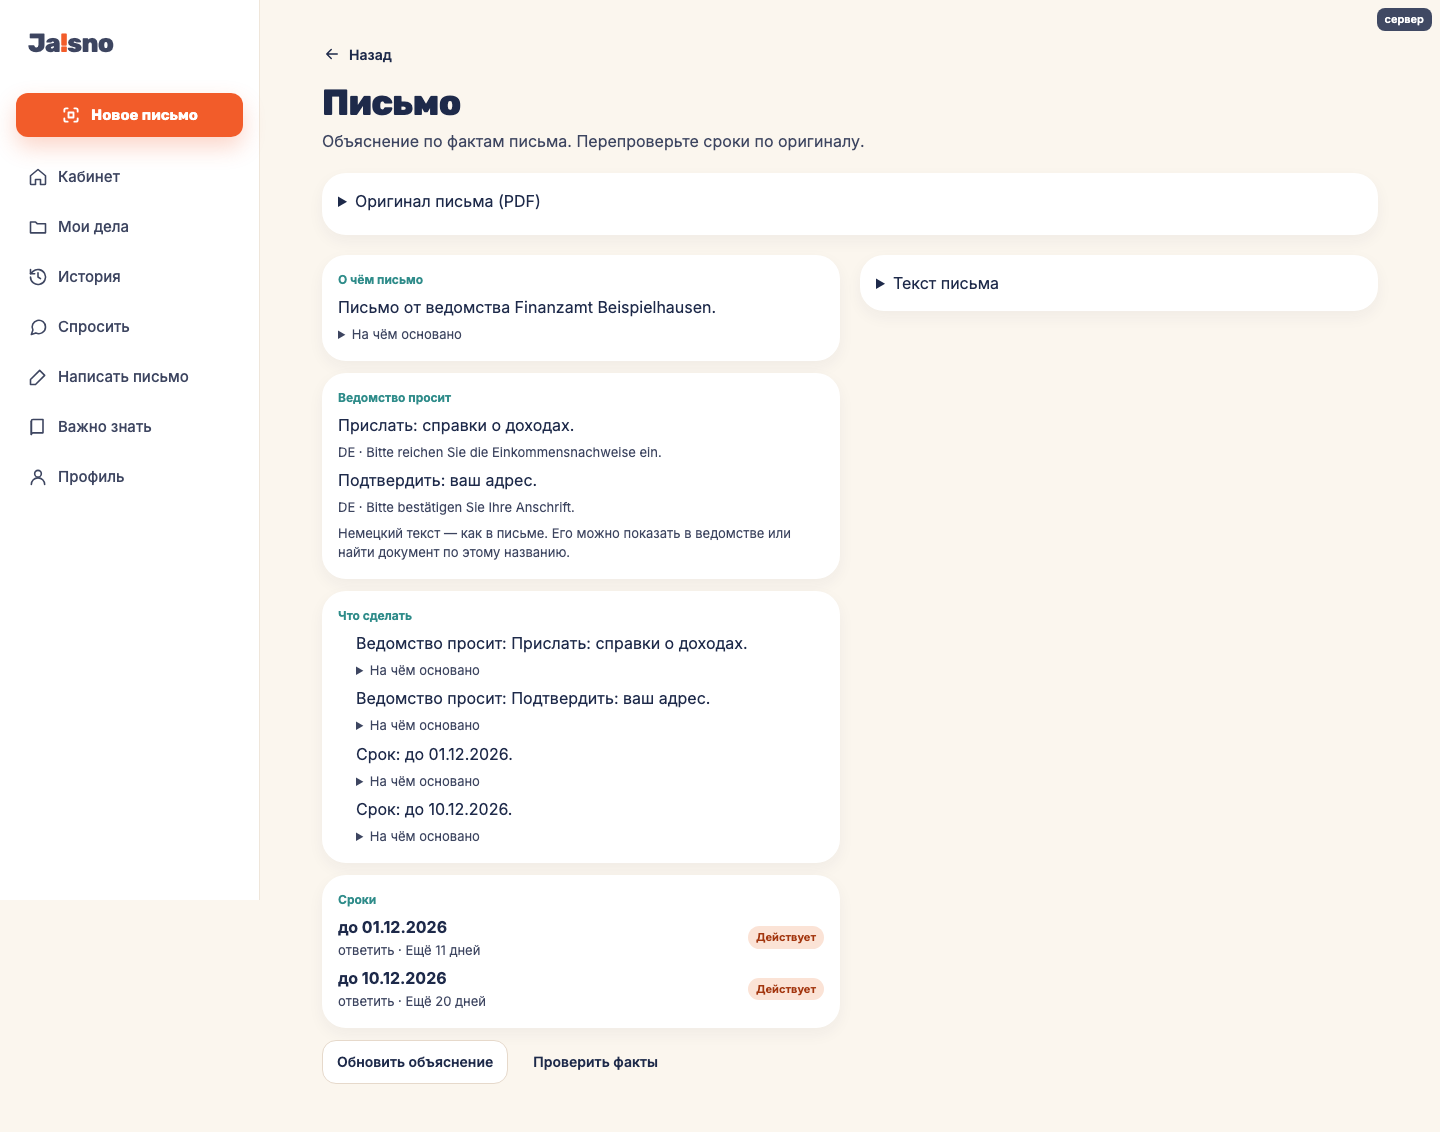 Ja!sno
Новое письмо
Кабинет
Мои дела
История
Спросить
Написать письмо
Важно знать
Профиль
сервер
Назад
Письмо
Объяснение по фактам письма. Перепроверьте сроки по оригиналу.
Оригинал письма (PDF)
О чём письмо
Письмо от ведомства Finanzamt Beispielhausen.
На чём основано
Ведомство просит
Прислать: справки о доходах.
DE · Bitte reichen Sie die Einkommensnachweise ein.
Подтвердить: ваш адрес.
DE · Bitte bestätigen Sie Ihre Anschrift.
Немецкий текст — как в письме. Его можно показать в ведомстве или
найти документ по этому названию.
Что сделать
Ведомство просит: Прислать: справки о доходах.
На чём основано
Ведомство просит: Подтвердить: ваш адрес.
На чём основано
Срок: до 01.12.2026.
На чём основано
Срок: до 10.12.2026.
На чём основано
Сроки
до 01.12.2026
ответить · Ещё 11 дней
Действует
до 10.12.2026
ответить · Ещё 20 дней
Действует
Обновить объяснение
Проверить факты
Текст письма